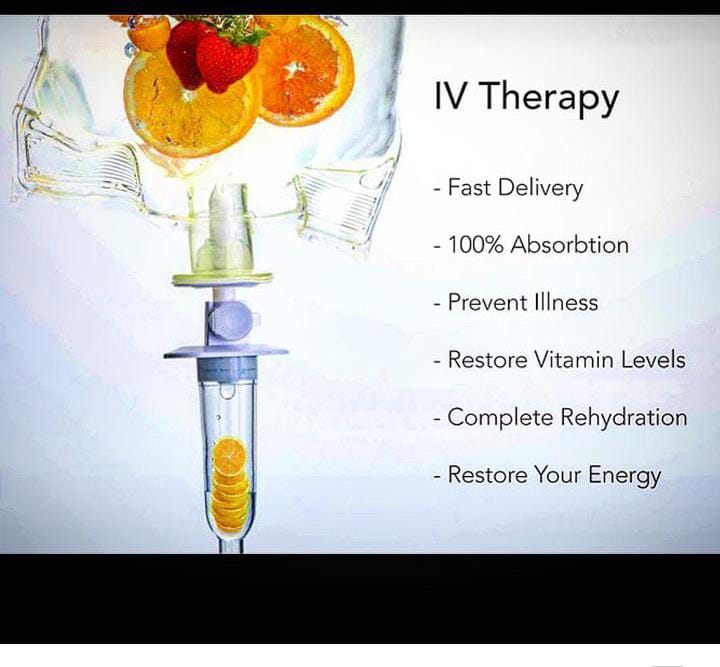 IV Therapy
- Fast Delivery
- 100% Absorbtion
- Prevent Illness
- Restore Vitamin Levels
- Complete Rehydration
- Restore Your Energy